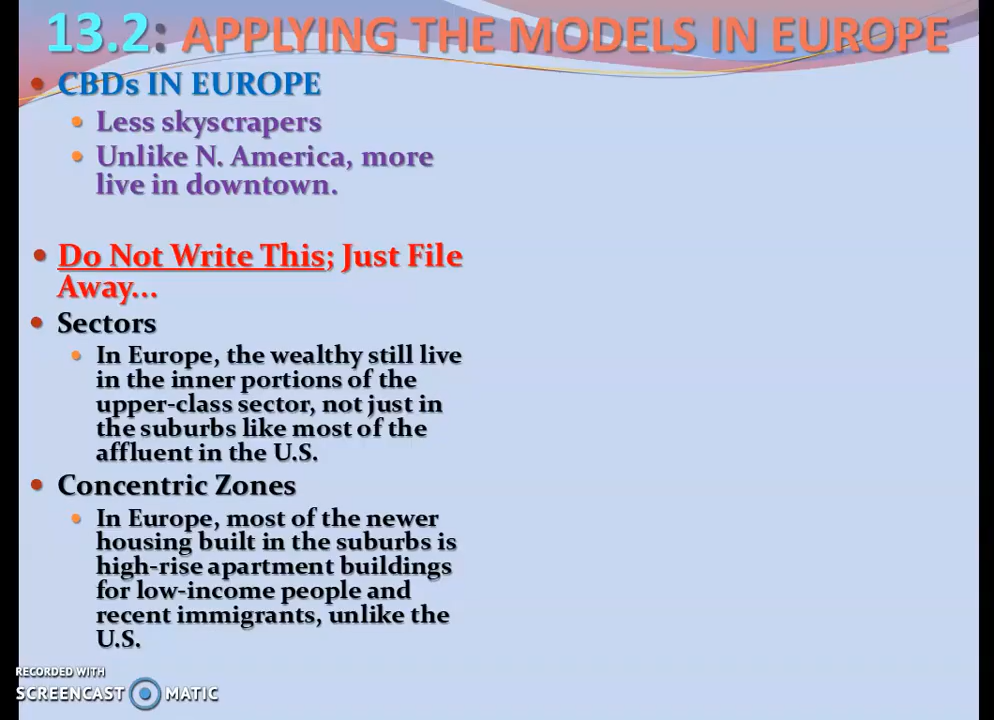 13.2: APPLYING THE MODELS IN EUROPE
• CBDs IN EUROPE
• Less skyscrapers
• Unlike N. America, more
live in downtown.
• Do Not Write This; Just File
Away...
• Sectors
• In Europe, the wealthy still live
in the inner portions of the
upper-class sector, not just in
the suburbs like most of the
affluent in the U.S.
• Concentric Zones
• In Europe, most of the newer
housing built in the suburbs is
high-rise apartment buildings
for low-income people and
recent immigrants, unlike the
U.S.
RECORDED WITH
SCREENCAST MATIC